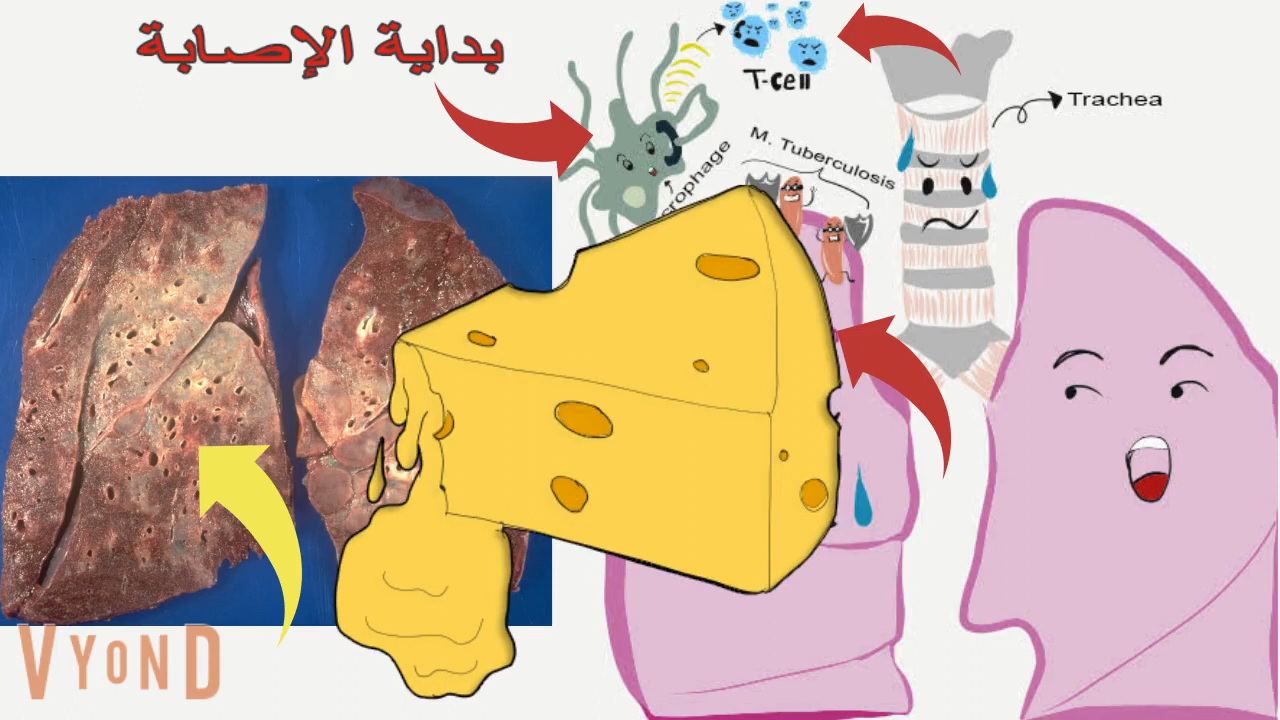 بداية الإصابة
T-cell
Trachea
M. Tuberculosis
VYOND